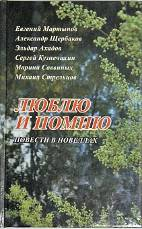 Евгений Мартынов
Александр Щербаков
Эльдар Ахадов
Сергей Кузнечихин
Марина Саввиных
Михаил Стрельцов
ЛЮБЛЮ
И ПОМНЮ
ПОВЕСТИ В НОВЕЛЛАХ